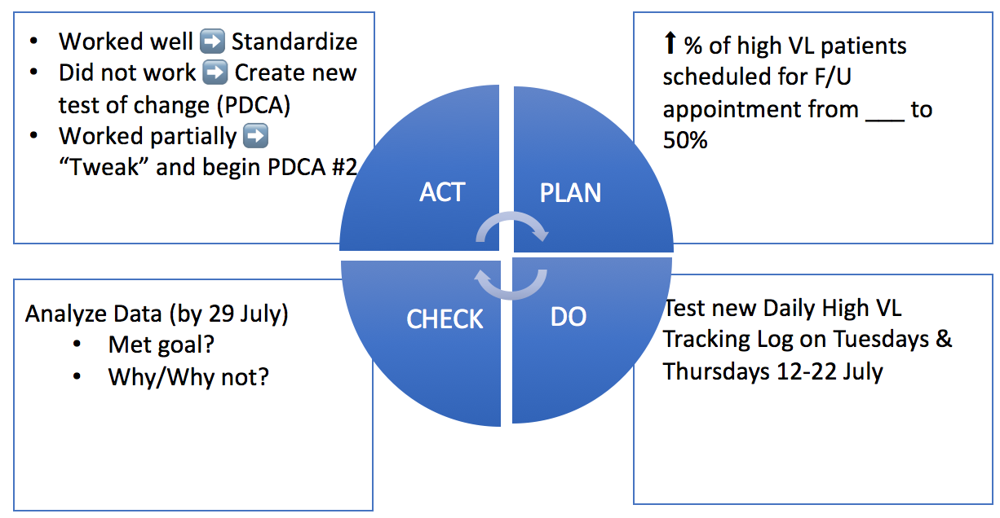 • Worked well ➡ Standardize
• Did not work ➡ Create new
test of change (PDCA)
• Worked partially ➡
“Tweak” and begin PDCA #2
⬆ % of high VL patients
scheduled for F/U
appointment from ___ to
50%
ACT
PLAN
CHECK
DO
Analyze Data (by 29 July)
• Met goal?
• Why/Why not?
Test new Daily High VL
Tracking Log on Tuesdays &
Thursdays 12-22 July